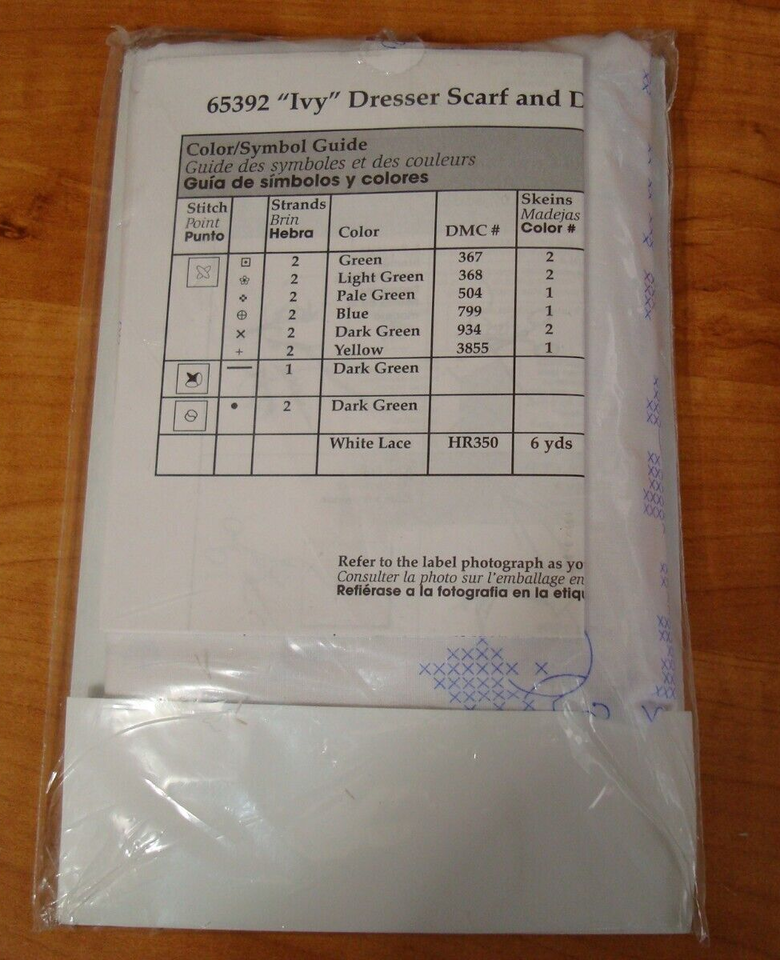 65392 "Ivy" Dresser Scarf and D
Color/Symbol Guide
Guide des symboles et des couleurs
Guía de símbolos y colores
Stitch Strands Color DMC # Skeins
Point Brin Madejas
Punto Hebra Color #
2 Green 367 2
2 Light Green 368 2
2 Pale Green 504 1
2 Blue 799 1
2 Dark Green 934 2
2 Yellow 3855 1
1 Dark Green
2 Dark Green
White Lace HR350 6 yds
Refer to the label photograph as yo
Consulter la photo sur l'emballage en
Refiérase a la fotografia en la etiqu